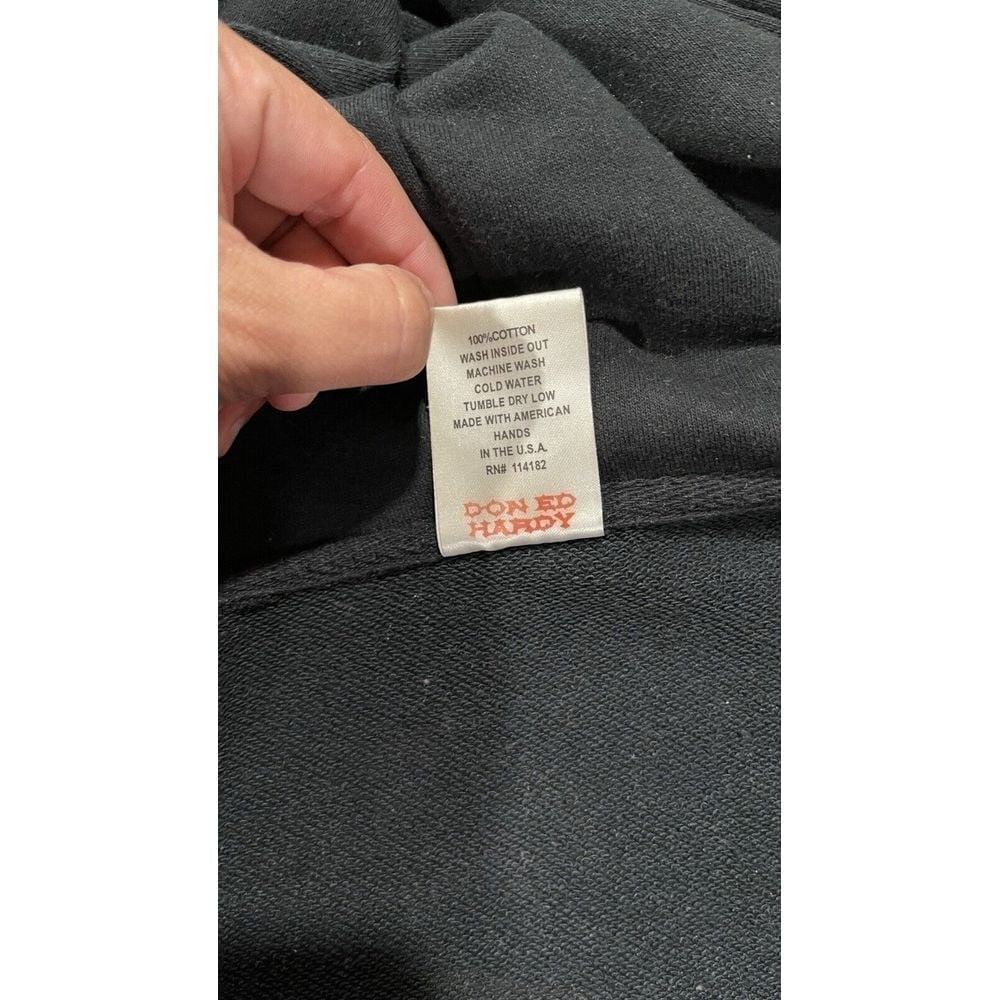 100%COTTON
WASH INSIDE OUT
MACHINE WASH
COLD WATER
TUMBLE DRY LOW
MADE WITH AMERICAN
HANDS
IN THE U.S.A.
RN# 114182
DON ED
HARDY